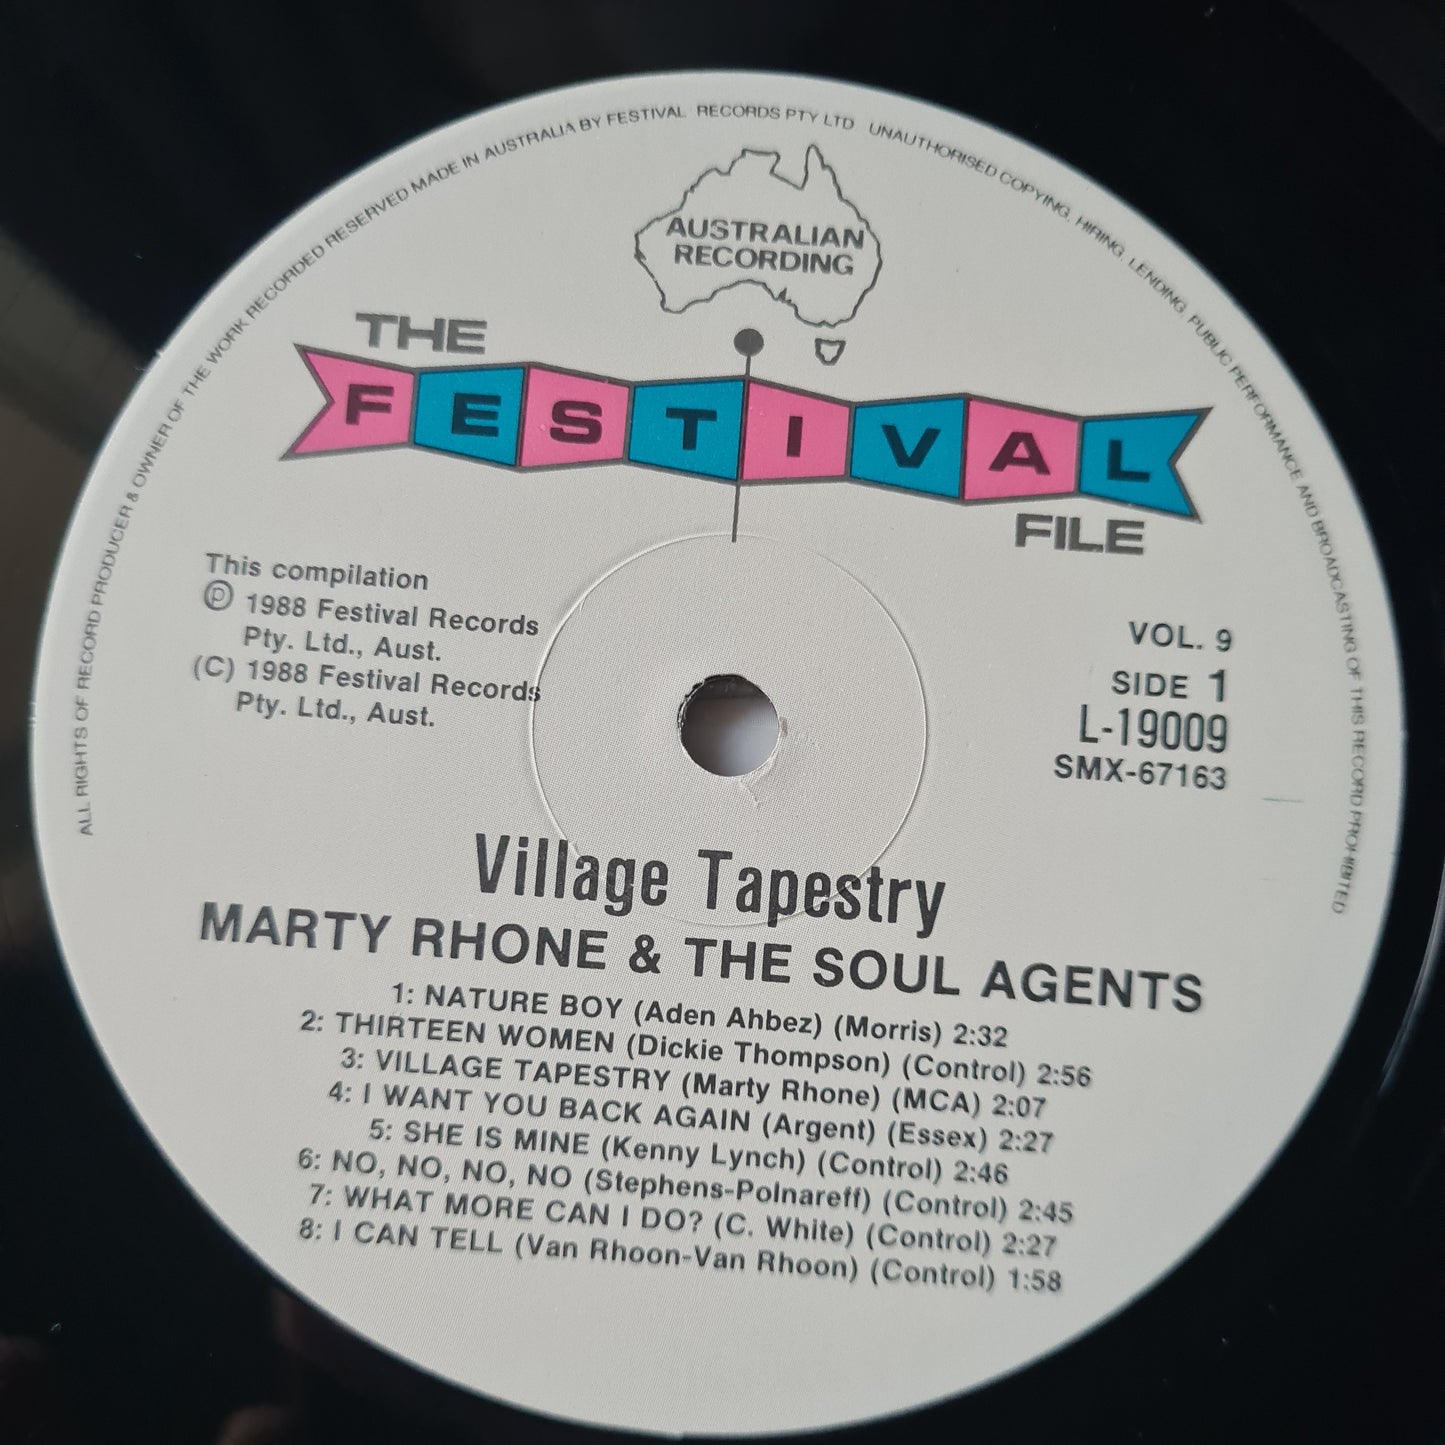 ALL RIGHTS OF RECORD PRODUCER & OWNER OF THE WORK RECORDED RESERVED MADE IN AUSTRALIA BY FESTIVAL RECORDS PTY LTD UNAUTHORISED COPYING, HIRING, LENDING, PUBLIC PERFORMANCE AND BROADCASTING OF THIS RECORD PROHIBITED
AUSTRALIAN
RECORDING
THE
FESTIVAL
FILE
This compilation
Ⓟ 1988 Festival Records
Pty. Ltd., Aust.
(C) 1988 Festival Records
Pty. Ltd., Aust.
VOL. 9
SIDE 1
L-19009
SMX-67163
Village Tapestry
MARTY RHONE & THE SOUL AGENTS
1: NATURE BOY (Aden Ahbez) (Morris) 2:32
2: THIRTEEN WOMEN (Dickie Thompson) (Control) 2:56
3: VILLAGE TAPESTRY (Marty Rhone) (MCA) 2:07
4: I WANT YOU BACK AGAIN (Argent) (Essex) 2:27
5: SHE IS MINE (Kenny Lynch) (Control) 2:46
6: NO, NO, NO, NO (Stephens-Polnareff) (Control) 2:45
7: WHAT MORE CAN I DO? (C. White) (Control) 2:27
8: I CAN TELL (Van Rhoon-Van Rhoon) (Control) 1:58